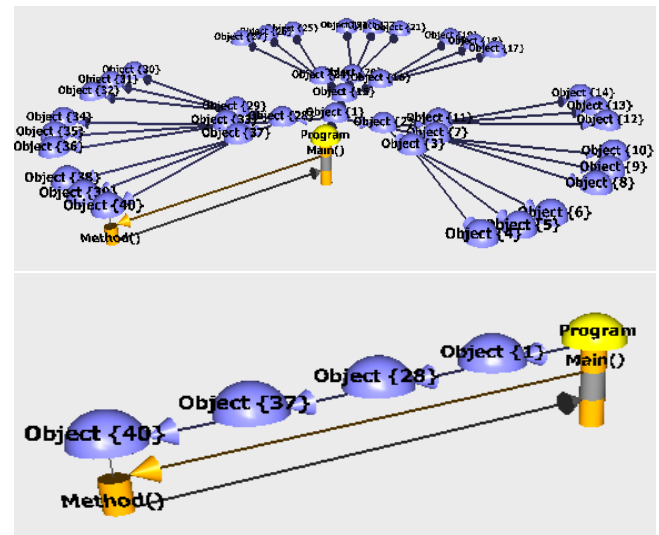 Object {25}
Object {21}
Object {17}
Object {30}
Object {31}
Object {32}
Object {29}
Object {14}
Object {13}
Object {12}
Object {11}
Object {1}
Object {34}
Object {35}
Object {36}
Object {37}
Program
Main()
Object {7}
Object {3}
Object {10}
Object {9}
Object {8}
Object {38}
Object {40}
Object {6}
Object {5}
Object {4}
Method()
Program
Object {1}
Main()
Object {28}
Object {37}
Object {40}
Method()